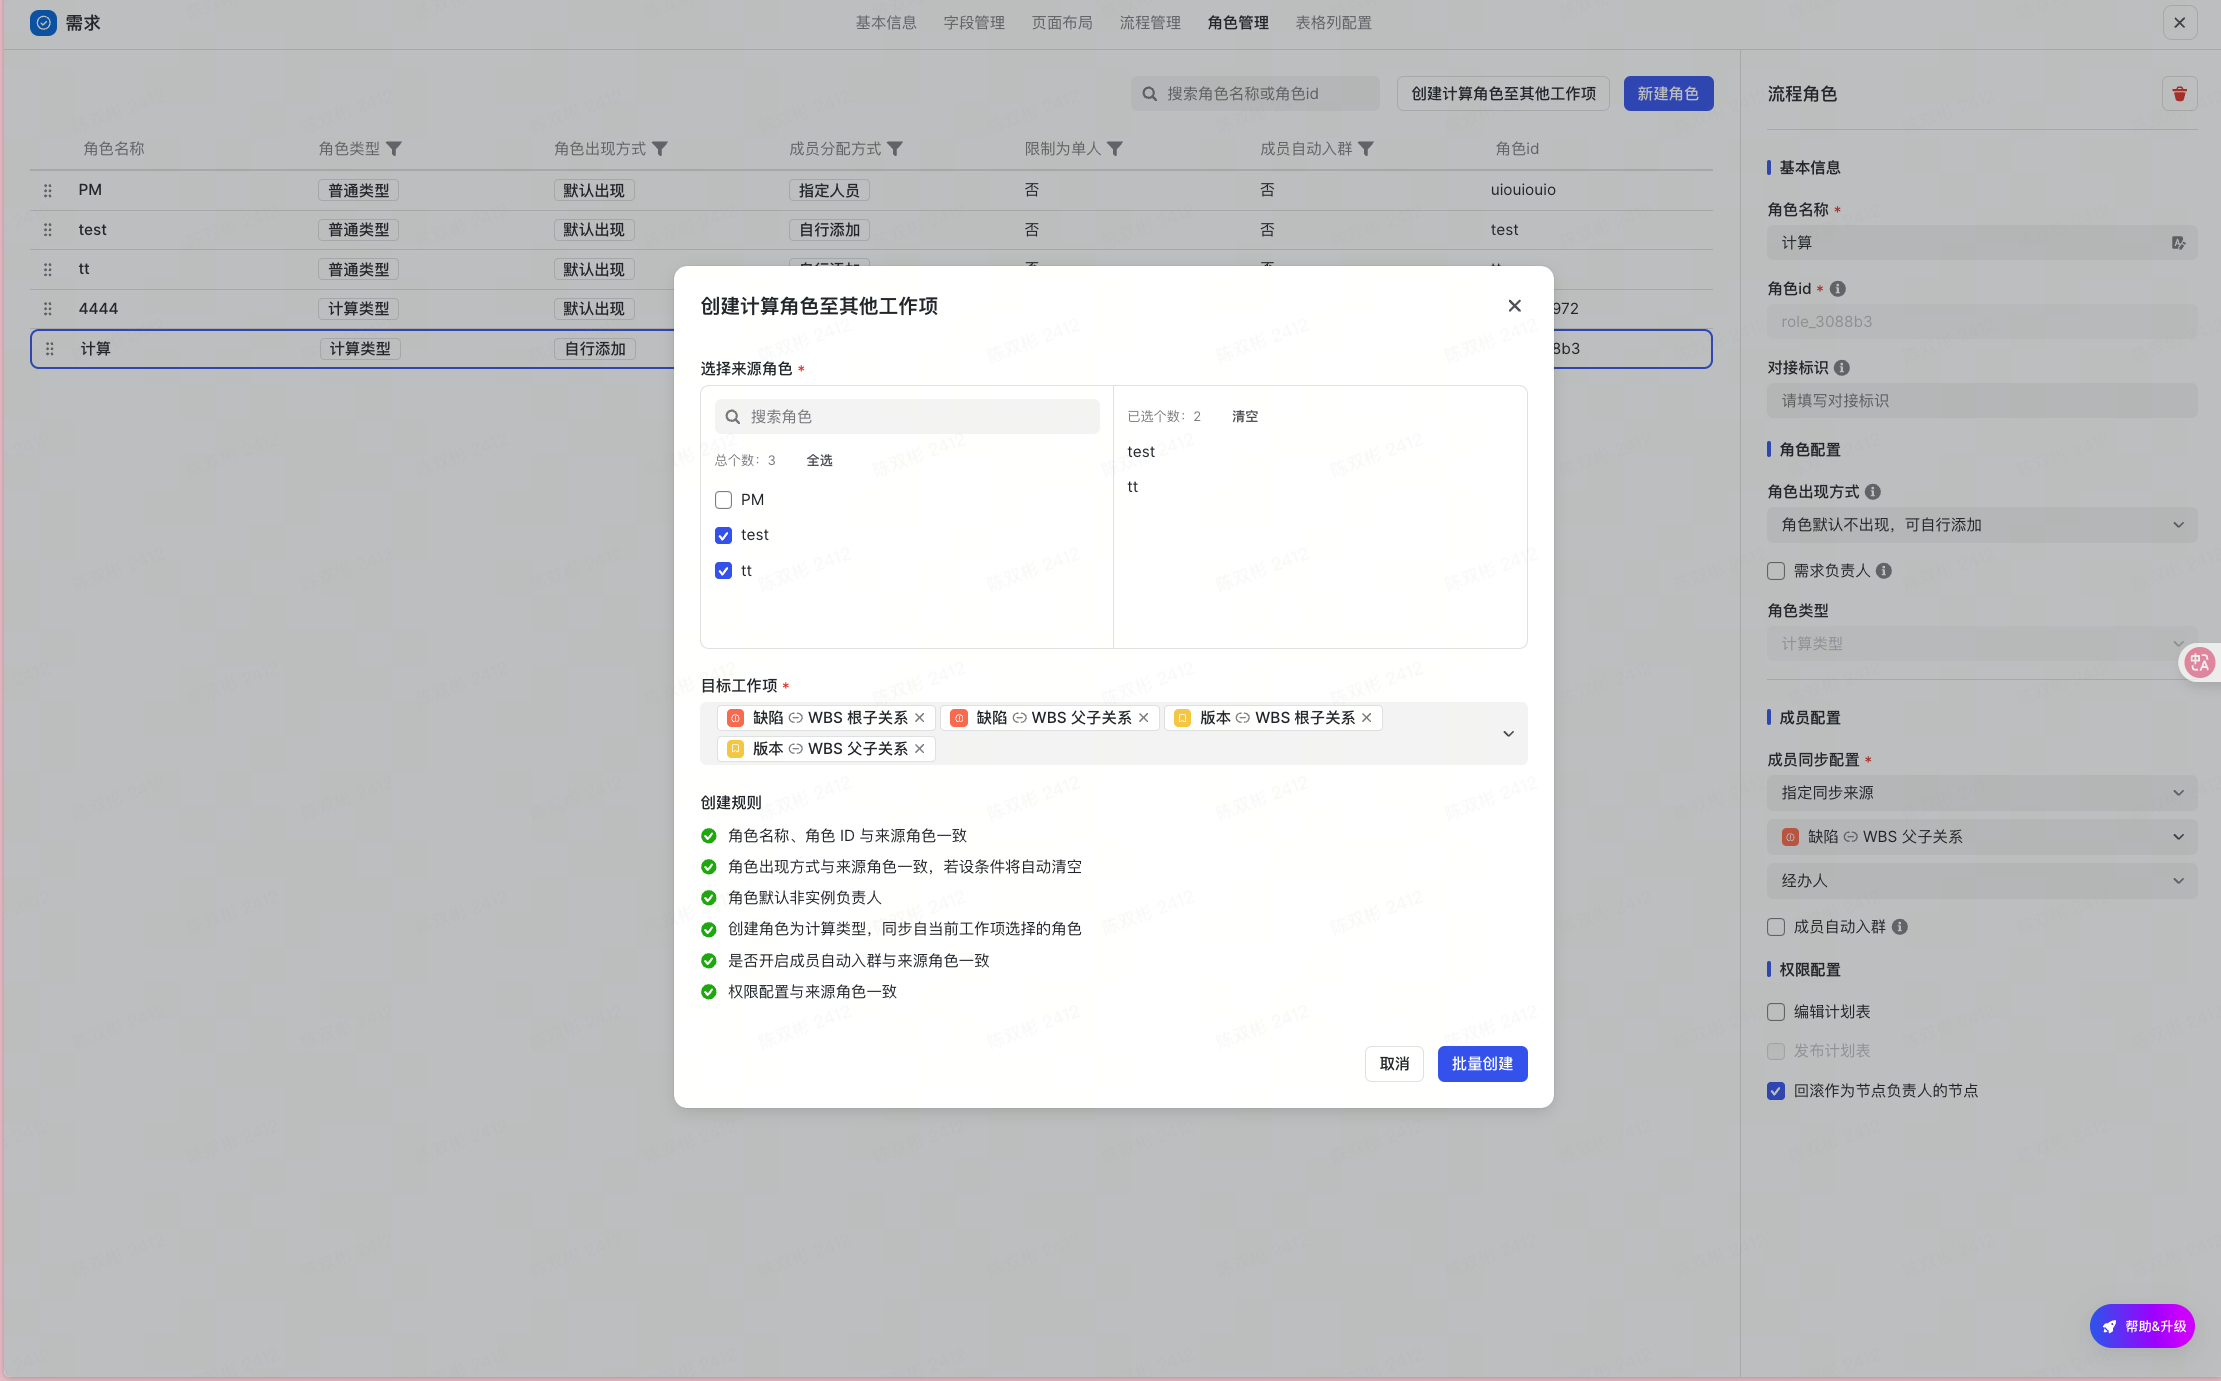 需求
基本信息 字段管理 页面布局 流程管理 角色管理 表格列配置
搜索角色名称或角色id 创建计算角色至其他工作项 新建角色
角色名称 角色类型 角色出现方式 成员分配方式 限制为单人 成员自动入群 角色id
PM 普通类型 默认出现 指定人员 否 否 uiouiouio
test 普通类型 默认出现 自行添加 否 否 test
tt 普通类型 默认出现
4444 计算类型 默认出现 972
计算 计算类型 自行添加 8b3
创建计算角色至其他工作项
选择来源角色 *
搜索角色
总个数：3 全选
PM
test
tt
已选个数：2 清空
test
tt
目标工作项 *
缺陷 WBS 根子关系 缺陷 WBS 父子关系 版本 WBS 根子关系
版本 WBS 父子关系
创建规则
角色名称、角色 ID 与来源角色一致
角色出现方式与来源角色一致，若设条件将自动清空
角色默认非实例负责人
创建角色为计算类型，同步自当前工作项选择的角色
是否开启成员自动入群与来源角色一致
权限配置与来源角色一致
取消 批量创建
流程角色
基本信息
角色名称 *
计算
角色id *
role_3088b3
对接标识
请填写对接标识
角色配置
角色出现方式
角色默认不出现，可自行添加
需求负责人
角色类型
计算类型
成员配置
成员同步配置 *
指定同步来源
缺陷 WBS 父子关系
经办人
成员自动入群
权限配置
编辑计划表
发布计划表
回滚作为节点负责人的节点
帮助&升级
陈双彬 2412